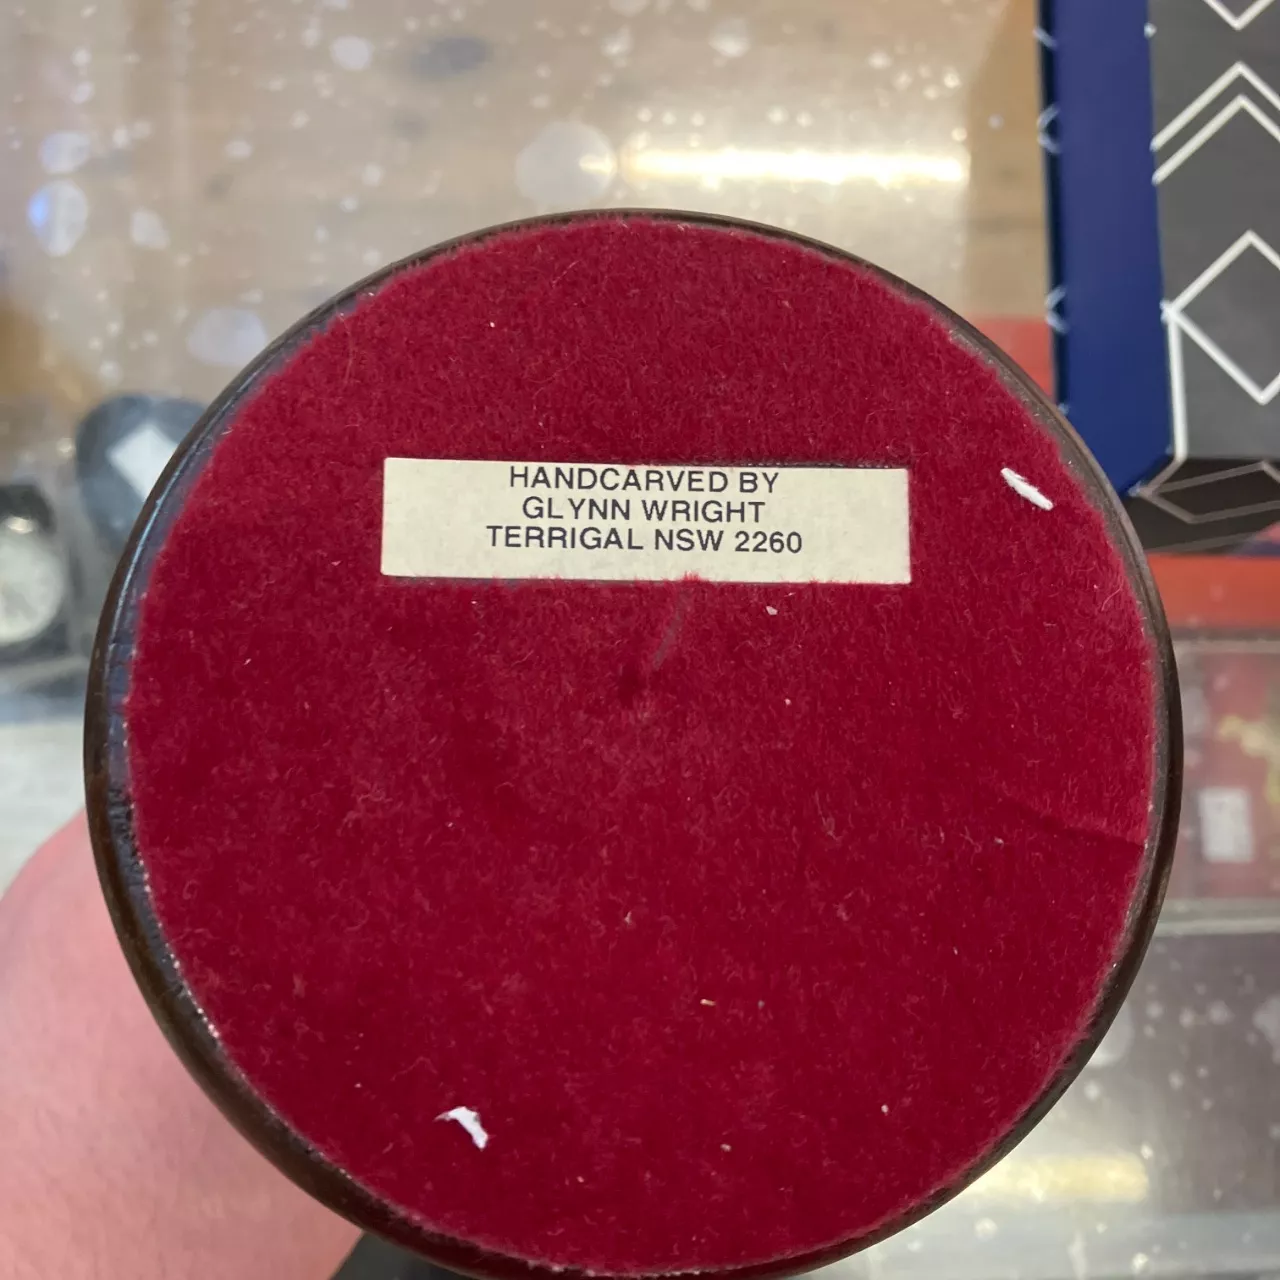 HANDCARVED BY
GLYNN WRIGHT
TERRIGAL NSW 2260